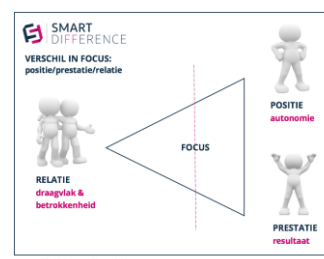 SMART
DIFFERENCE
VERSCHIL IN FOCUS:
positie/prestatie/relatie
POSITIE
autonomie
FOCUS
RELATIE
draagvlak &
betrokkenheid
PRESTATIE
resultaat